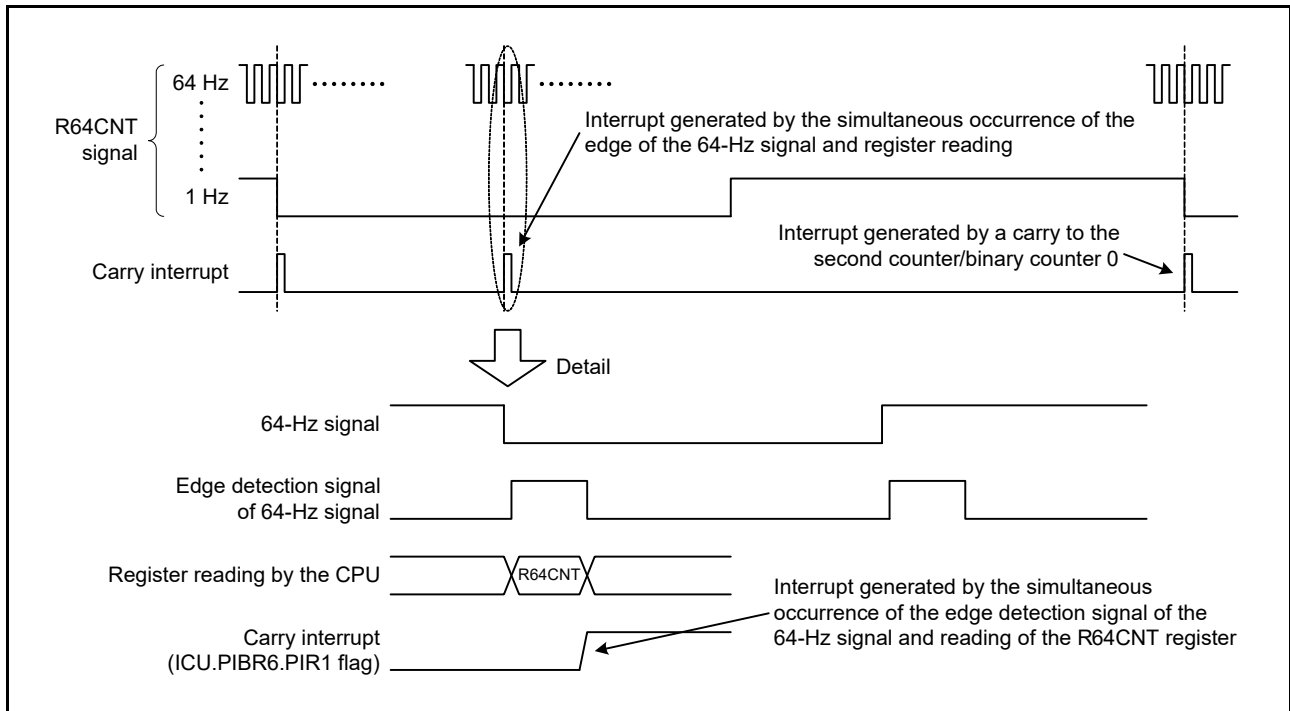 64 Hz
R64CNT
signal
1 Hz
Interrupt generated by the simultaneous occurrence of the
edge of the 64-Hz signal and register reading
Interrupt generated by a carry to the
second counter/binary counter 0
Carry interrupt
Detail
64-Hz signal
Edge detection signal
of 64-Hz signal
Register reading by the CPU
R64CNT
Interrupt generated by the simultaneous
occurrence of the edge detection signal of the
64-Hz signal and reading of the R64CNT register
Carry interrupt
(ICU.PIBR6.PIR1 flag)